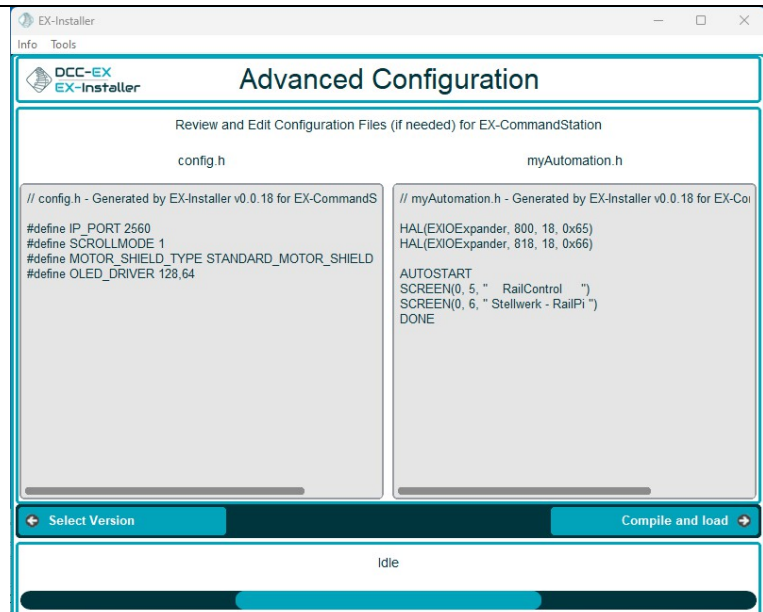 EX-Installer
Info Tools
DCC-EX
EX-Installer
Advanced Configuration
Review and Edit Configuration Files (if needed) for EX-CommandStation
config.h
// config.h - Generated by EX-Installer v0.0.18 for EX-CommandS
#define IP_PORT 2560
#define SCROLLMODE 1
#define MOTOR_SHIELD_TYPE STANDARD_MOTOR_SHIELD
#define OLED_DRIVER 128,64
myAutomation.h
// myAutomation.h - Generated by EX-Installer v0.0.18 for EX-Co
HAL(EXIOExpander, 800, 18, 0x65)
HAL(EXIOExpander, 818, 18, 0x66)
AUTOSTART
SCREEN(0, 5, "    RailControl    ")
SCREEN(0, 6, " Stellwerk - RailPi ")
DONE
Select Version
Compile and load
Idle